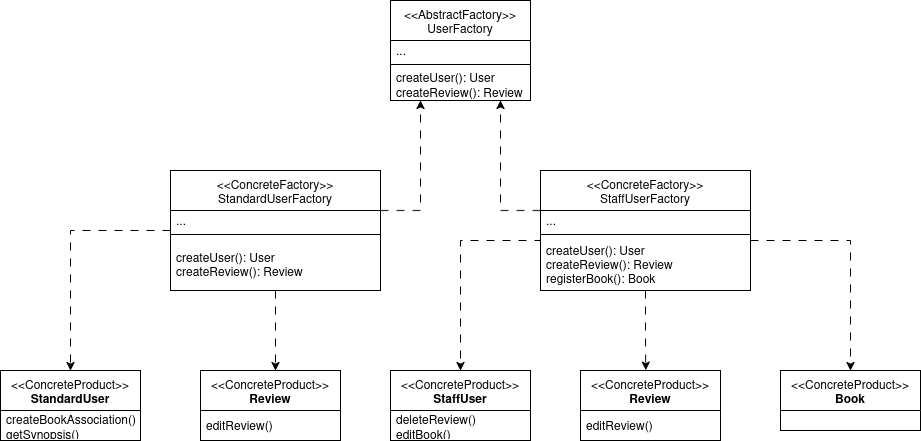 <<AbstractFactory>>
UserFactory
...
createUser(): User
createReview(): Review
<<ConcreteFactory>>
StandardUserFactory
...
createUser(): User
createReview(): Review
<<ConcreteFactory>>
StaffUserFactory
...
createUser(): User
createReview(): Review
registerBook(): Book
<<ConcreteProduct>>
StandardUser
createBookAssociation()
getSynopsis()
<<ConcreteProduct>>
Review
editReview()
<<ConcreteProduct>>
StaffUser
deleteReview()
editBook()
<<ConcreteProduct>>
Review
editReview()
<<ConcreteProduct>>
Book